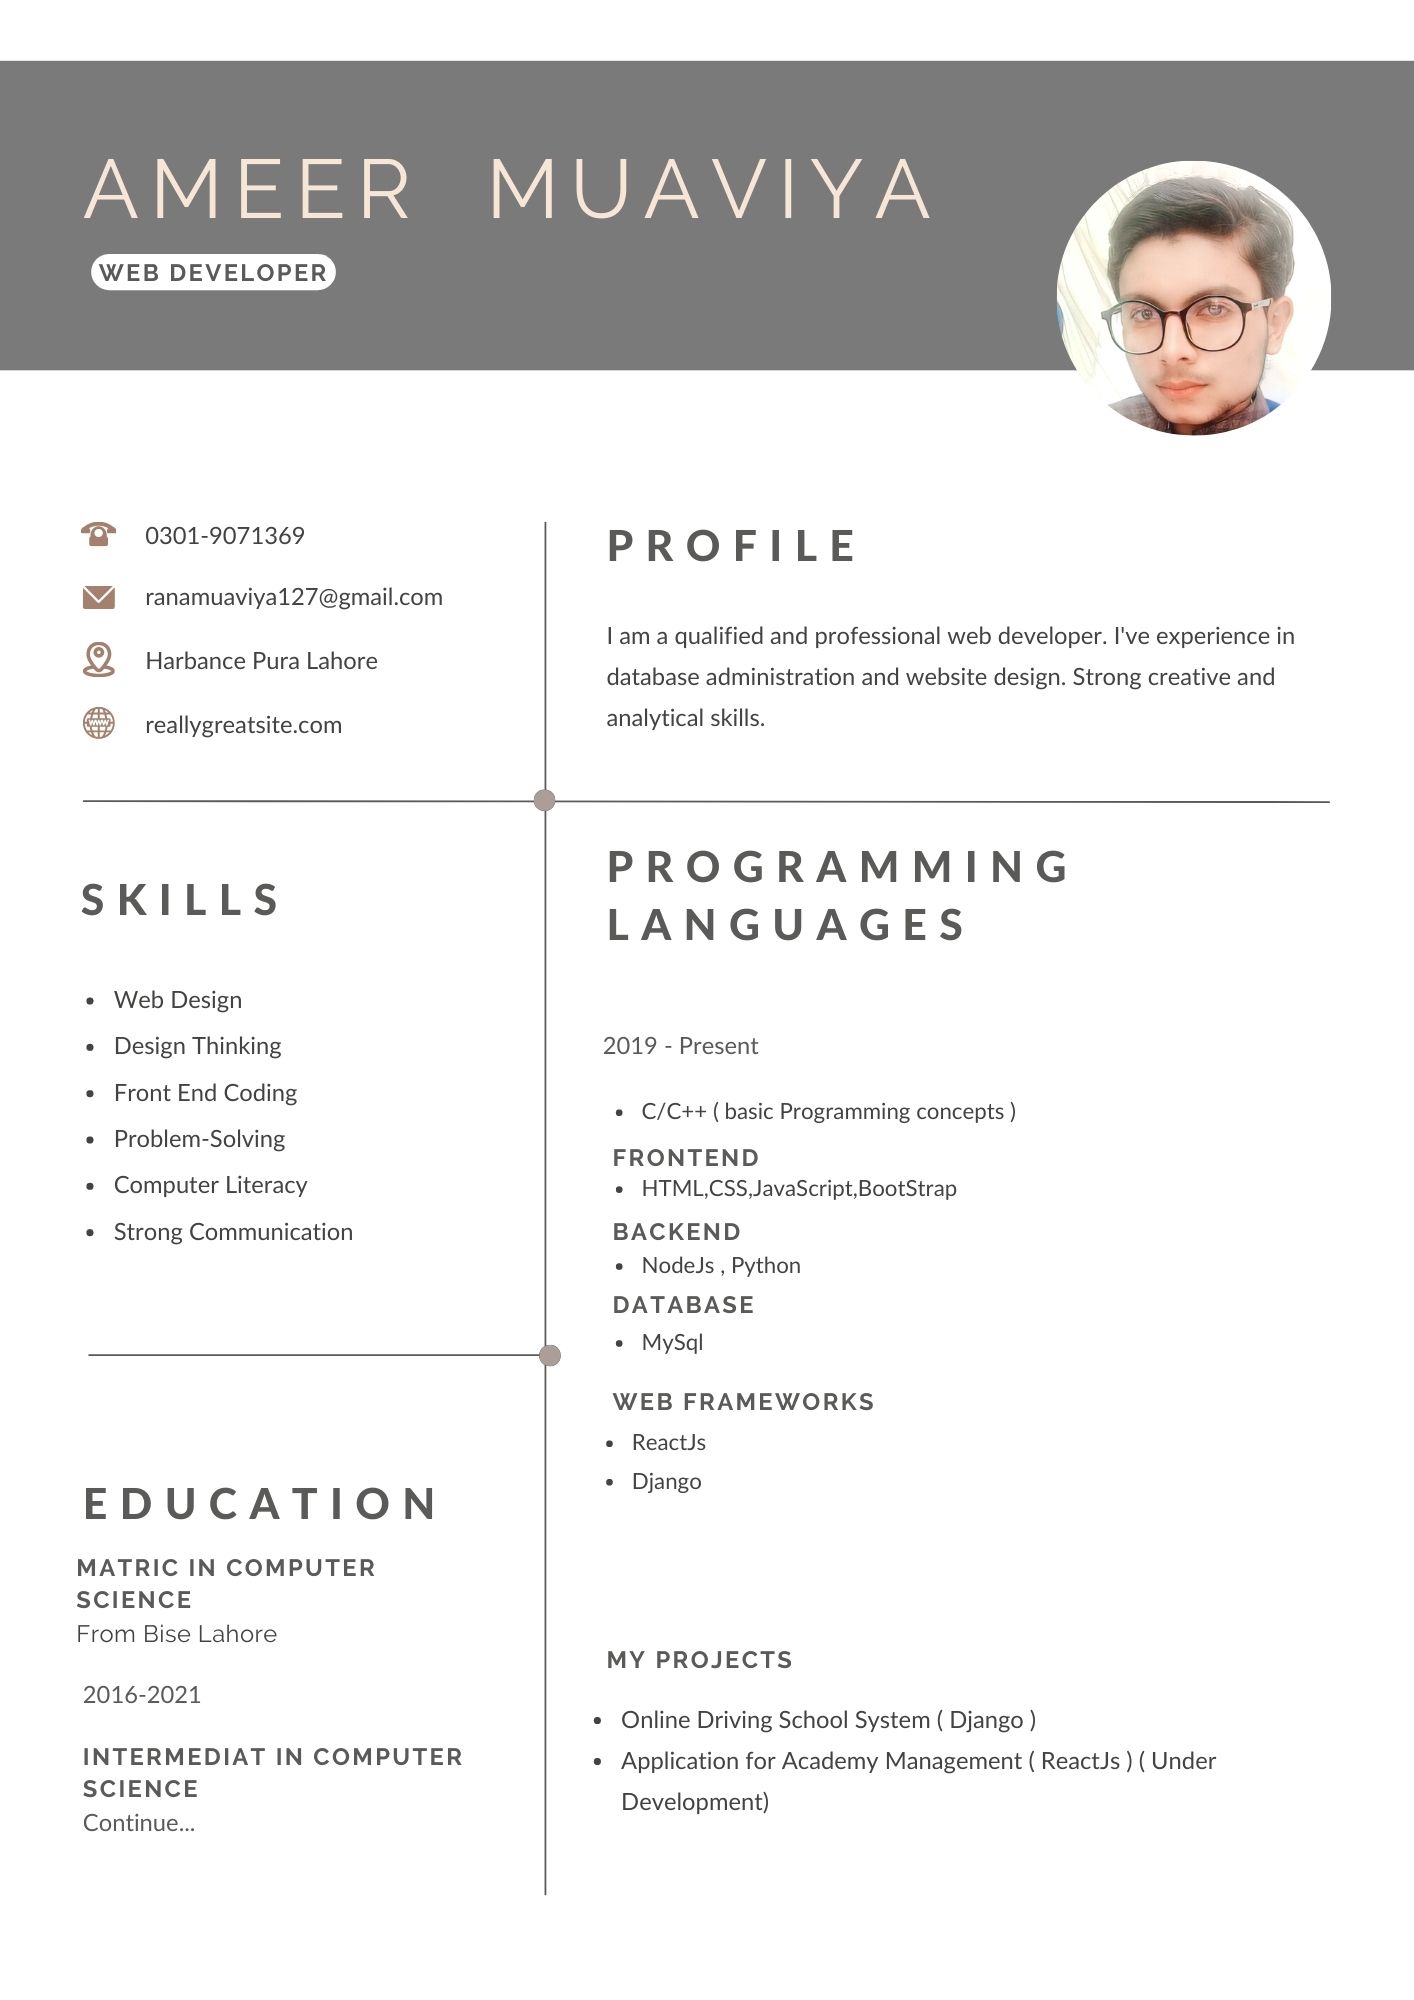 AMEER MUAVIYA
WEB DEVELOPER
0301-9071369
ranamuaviya127@gmail.com
Harbance Pura Lahore
WWW
reallygreatsite.com
PROFILE
I am a qualified and professional web developer. I've experience in
database administration and website design. Strong creative and
analytical skills.
SKILLS
• Web Design
• Design Thinking
• Front End Coding
• Problem-Solving
• Computer Literacy
• Strong Communication
PROGRAMMING
LANGUAGES
2019 - Present
• C/C++ ( basic Programming concepts )
FRONTEND
• HTML,CSS,JavaScript,BootStrap
BACKEND
• NodeJs , Python
DATABASE
• MySql
WEB FRAMEWORKS
• ReactJs
• Django
EDUCATION
MATRIC IN COMPUTER
SCIENCE
From Bise Lahore
2016-2021
INTERMEDIAT IN COMPUTER
SCIENCE
Continue...
MY PROJECTS
• Online Driving School System ( Django )
• Application for Academy Management ( ReactJs ) ( Under
Development)